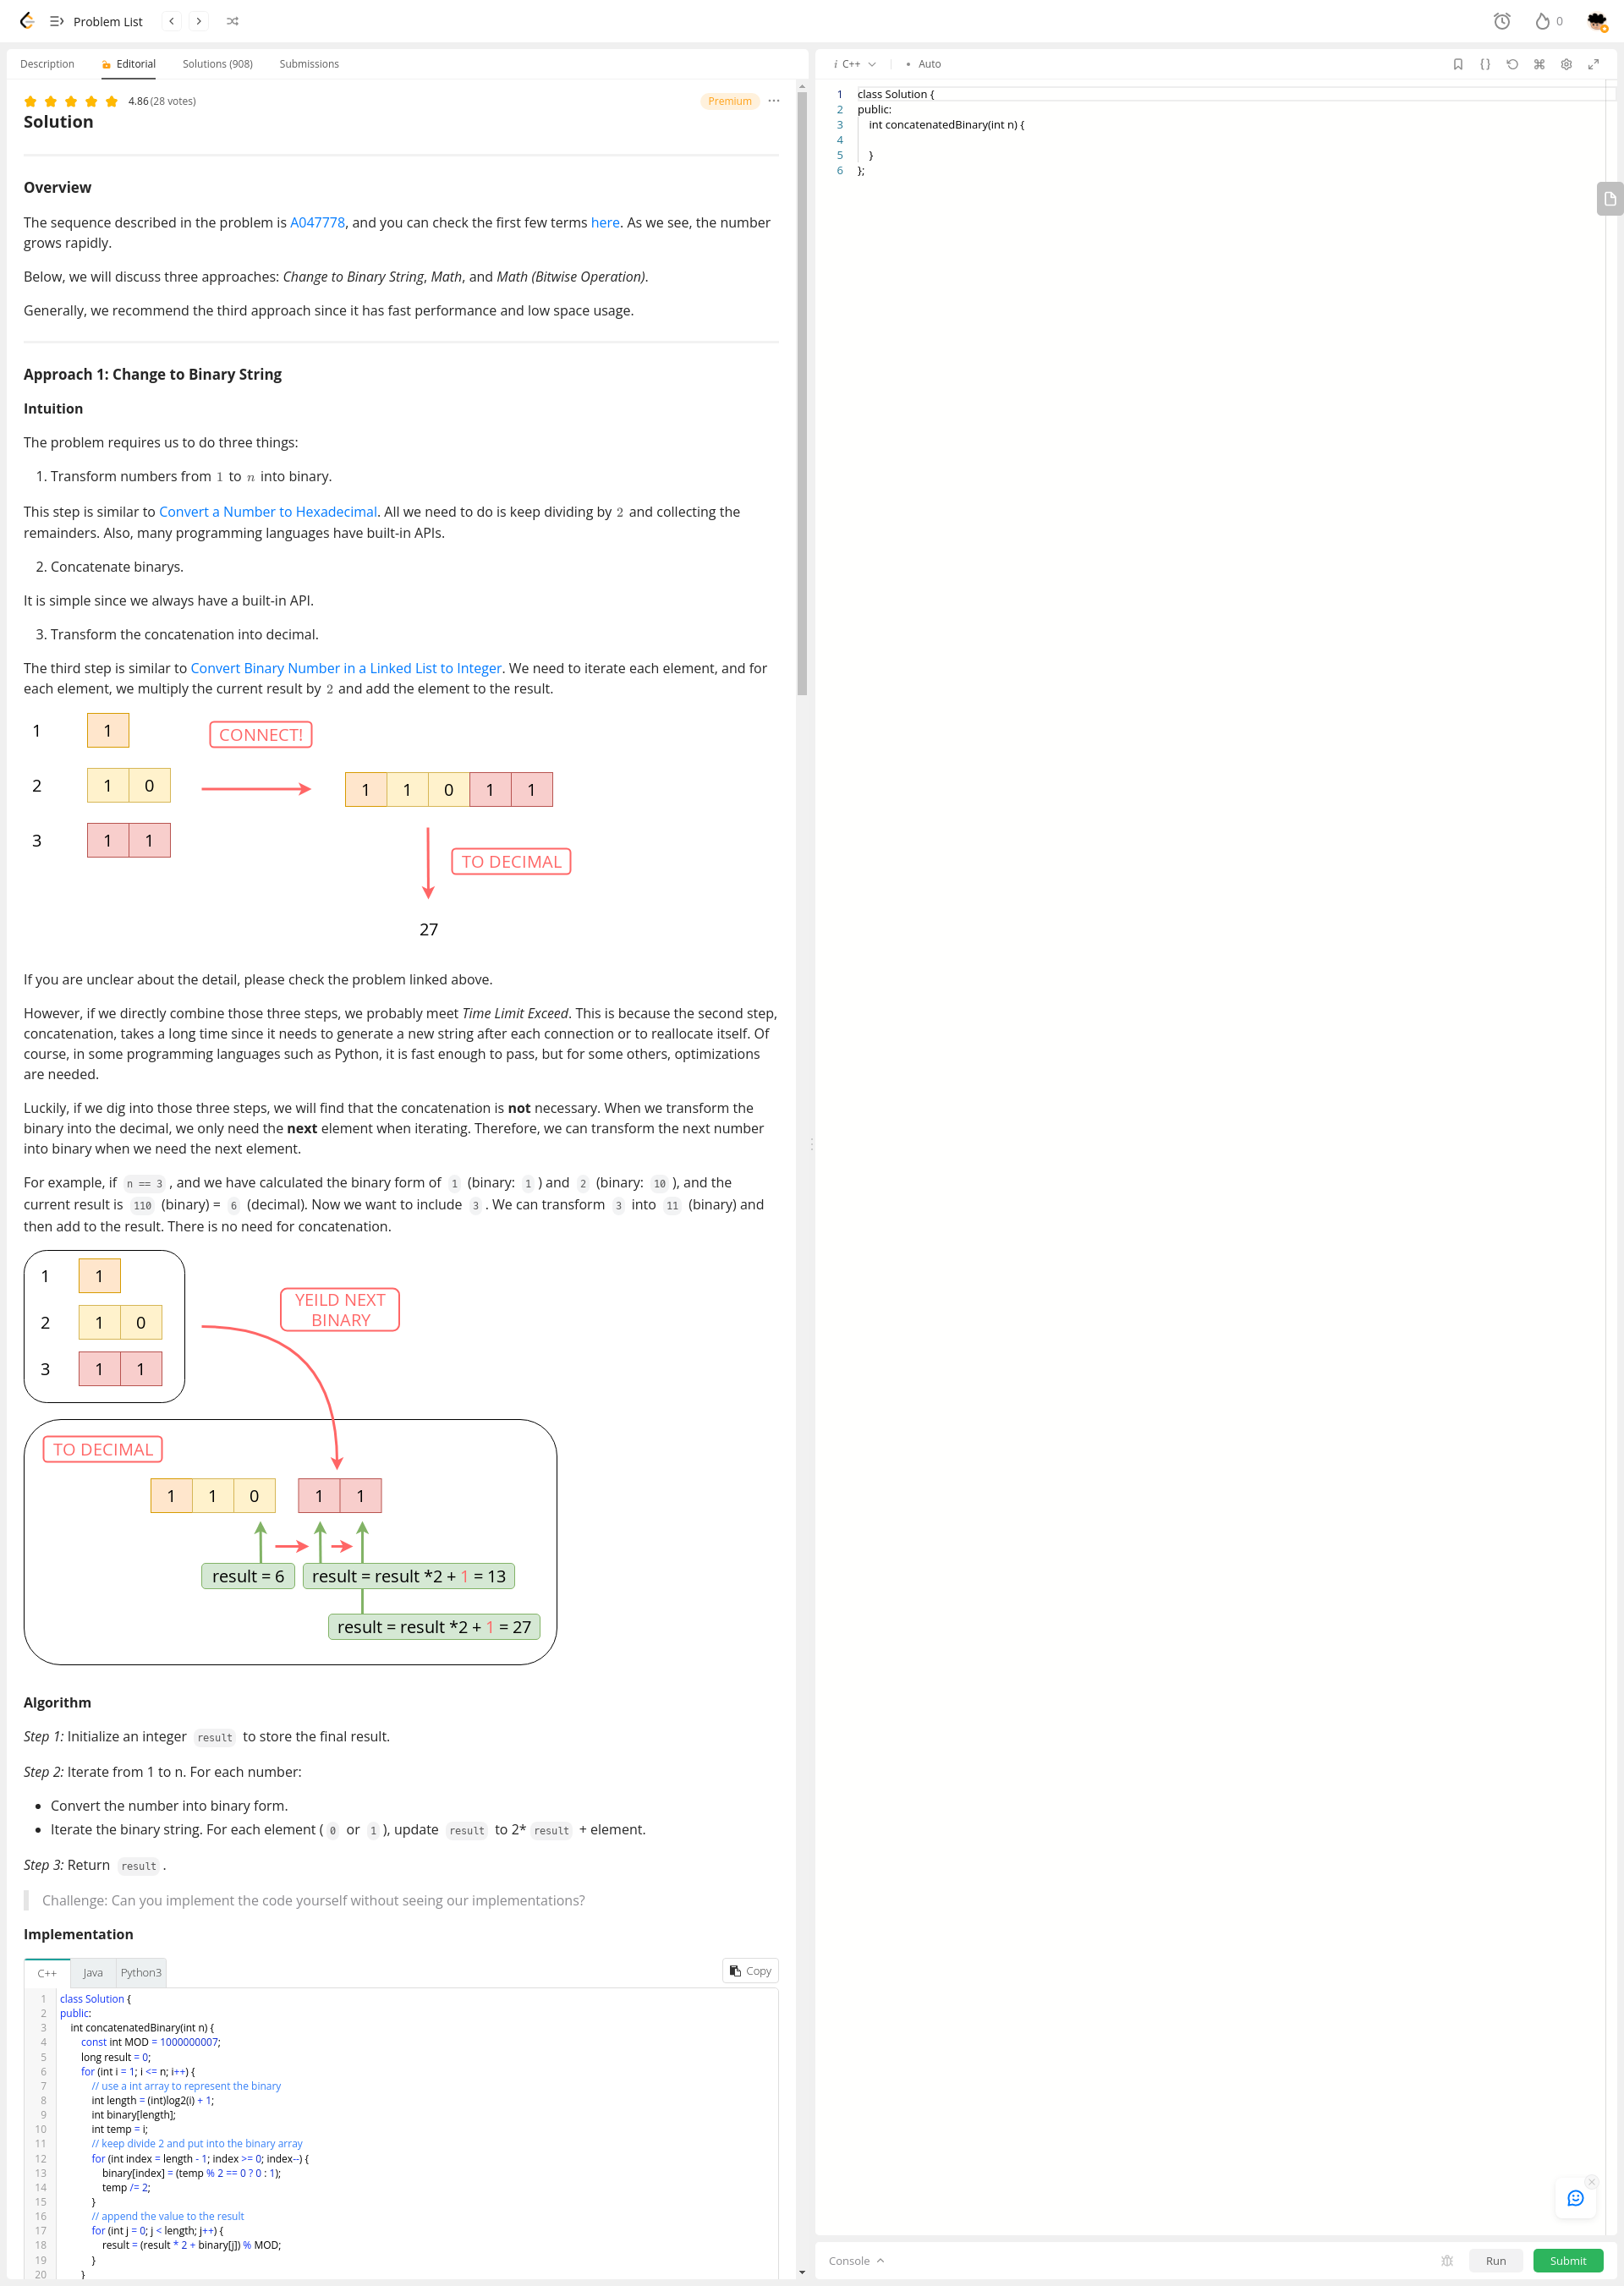 Problem List
0
Description
Editorial
Solutions (908)
Submissions
4.86 (28 votes)
Premium
Solution
Overview
The sequence described in the problem is A047778, and you can check the first few terms here. As we see, the number
grows rapidly.
Below, we will discuss three approaches: Change to Binary String, Math, and Math (Bitwise Operation).
Generally, we recommend the third approach since it has fast performance and low space usage.
Approach 1: Change to Binary String
Intuition
The problem requires us to do three things:
1. Transform numbers from 1 to n into binary.
This step is similar to Convert a Number to Hexadecimal. All we need to do is keep dividing by 2 and collecting the
remainders. Also, many programming languages have built-in APIs.
2. Concatenate binarys.
It is simple since we always have a built-in API.
3. Transform the concatenation into decimal.
The third step is similar to Convert Binary Number in a Linked List to Integer. We need to iterate each element, and for
each element, we multiply the current result by 2 and add the element to the result.
1 1
CONNECT!
2 1 0
1 1 0 1 1
3 1 1
TO DECIMAL
27
If you are unclear about the detail, please check the problem linked above.
However, if we directly combine those three steps, we probably meet Time Limit Exceed. This is because the second step,
concatenation, takes a long time since it needs to generate a new string after each connection or to reallocate itself. Of
course, in some programming languages such as Python, it is fast enough to pass, but for some others, optimizations
are needed.
Luckily, if we dig into those three steps, we will find that the concatenation is not necessary. When we transform the
binary into the decimal, we only need the next element when iterating. Therefore, we can transform the next number
into binary when we need the next element.
For example, if n == 3 , and we have calculated the binary form of 1 (binary: 1 ) and 2 (binary: 10 ), and the
current result is 110 (binary) = 6 (decimal). Now we want to include 3 . We can transform 3 into 11 (binary) and
then add to the result. There is no need for concatenation.
1 1
YEILD NEXT
BINARY
2 1 0
3 1 1
TO DECIMAL
1 1 0 1 1
result = 6
result = result *2 + 1 = 13
result = result *2 + 1 = 27
Algorithm
Step 1: Initialize an integer result to store the final result.
Step 2: Iterate from 1 to n. For each number:
• Convert the number into binary form.
• Iterate the binary string. For each element ( 0 or 1 ), update result to 2* result + element.
Step 3: Return result .
Challenge: Can you implement the code yourself without seeing our implementations?
Implementation
C++
Java
Python3
Copy
1 class Solution {
2 public:
3 int concatenatedBinary(int n) {
4 const int MOD = 1000000007;
5 long result = 0;
6 for (int i = 1; i <= n; i++) {
7 // use a int array to represent the binary
8 int length = (int)log2(i) + 1;
9 int binary[length];
10 int temp = i;
11 // keep divide 2 and put into the binary array
12 for (int index = length - 1; index >= 0; index--) {
13 binary[index] = (temp % 2 == 0 ? 0 : 1);
14 temp /= 2;
15 }
16 // append the value to the result
17 for (int j = 0; j < length; j++) {
18 result = (result * 2 + binary[j]) % MOD;
19 }
20 }
i C++
• Auto
1 class Solution {
2 public:
3 int concatenatedBinary(int n) {
4
5 }
6 };
Console
Run
Submit